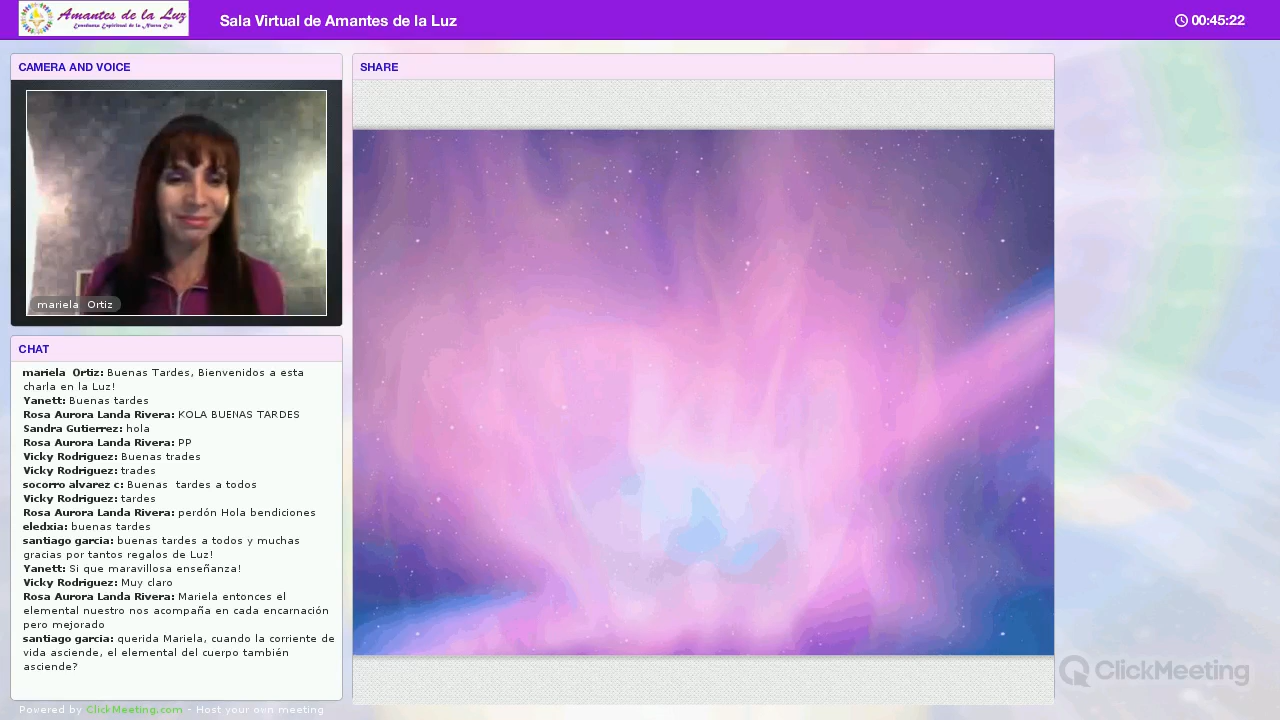 Amantes de la Luz
Enseñanza Espiritual de la Nueva Era
Sala Virtual de Amantes de la Luz
00:45:22
CAMERA AND VOICE
mariela Ortiz
SHARE
CHAT
mariela Ortiz: Buenas Tardes, Bienvenidos a esta
charla en la Luz!
Yanett: Buenas tardes
Rosa Aurora Landa Rivera: KOLA BUENAS TARDES
Sandra Gutierrez: hola
Rosa Aurora Landa Rivera: PP
Vicky Rodriguez: Buenas trades
Vicky Rodriguez: trades
socorro alvarez c: Buenas tardes a todos
Vicky Rodriguez: tardes
Rosa Aurora Landa Rivera: perdón Hola bendiciones
eledxia: buenas tardes
santiago garcia: buenas tardes a todos y muchas
gracias por tantos regalos de Luz!
Yanett: Si que maravillosa enseñanza!
Vicky Rodriguez: Muy claro
Rosa Aurora Landa Rivera: Mariela entonces el
elemental nuestro nos acompaña en cada encarnación
pero mejorado
santiago garcia: querida Mariela, cuando la corriente de
vida asciende, el elemental del cuerpo también
asciende?
Powered by ClickMeeting.com - Host your own meeting
ClickMeeting